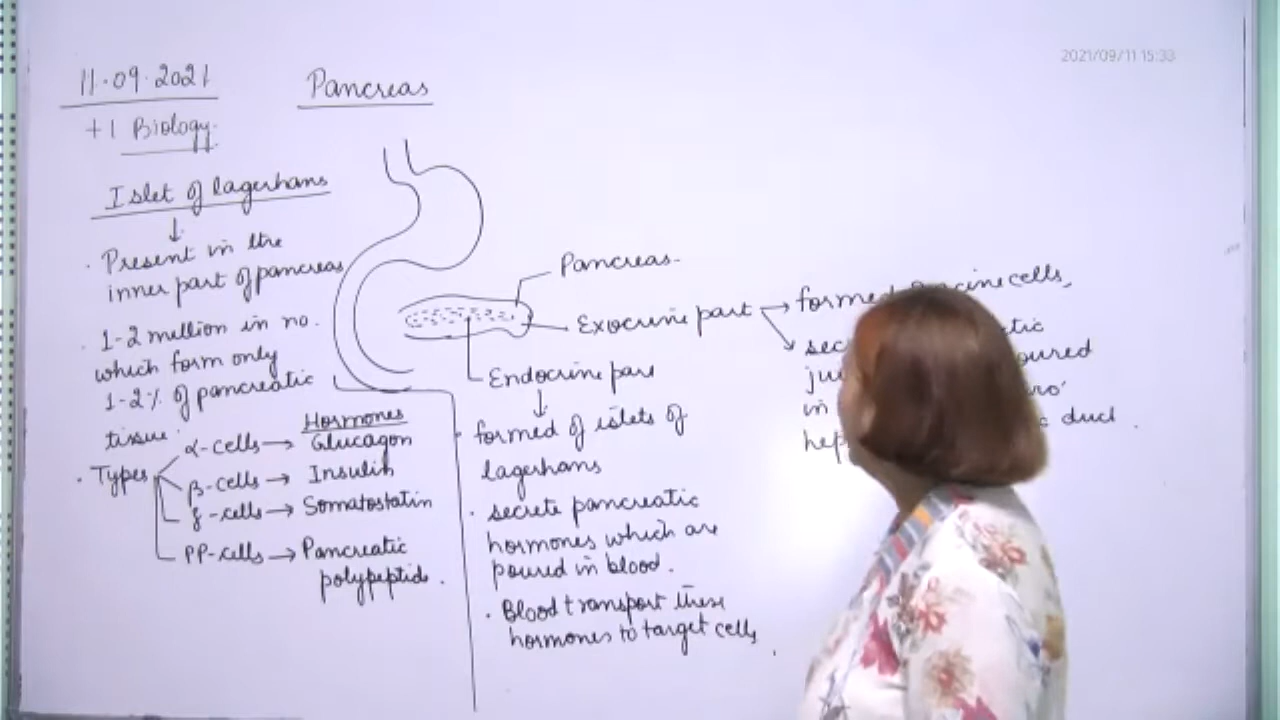 2021/09/11 15:33
11.09.2021
+1 Biology.
Pancreas
Islet of lagerhans
. Present in the
inner part of pancreas
. 1-2 million in no.
which form only
1-2% of pancreatic
tissue.
Hormones
. Types
α-cells → Glucagon
β-cells → Insulin
δ-cells → Somatostatin
PP-cells → Pancreatic
polypeptide.
Pancreas.
Exocrine part
Endocrine part
. formed of islets of
lagerhans
. secrete pancreatic
hormones which are
poured in blood.
. Blood transport these
hormones to target cells
formed cells,
in
duct.